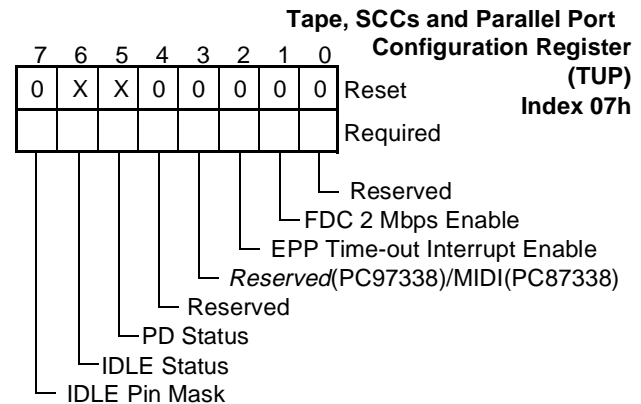 Tape, SCCs and Parallel Port
Configuration Register
(TUP)
Index 07h
7 6 5 4 3 2 1 0
0 X X 0 0 0 0 0 Reset
Required
Reserved
FDC 2 Mbps Enable
EPP Time-out Interrupt Enable
Reserved(PC97338)/MIDI(PC87338)
Reserved
PD Status
IDLE Status
IDLE Pin Mask